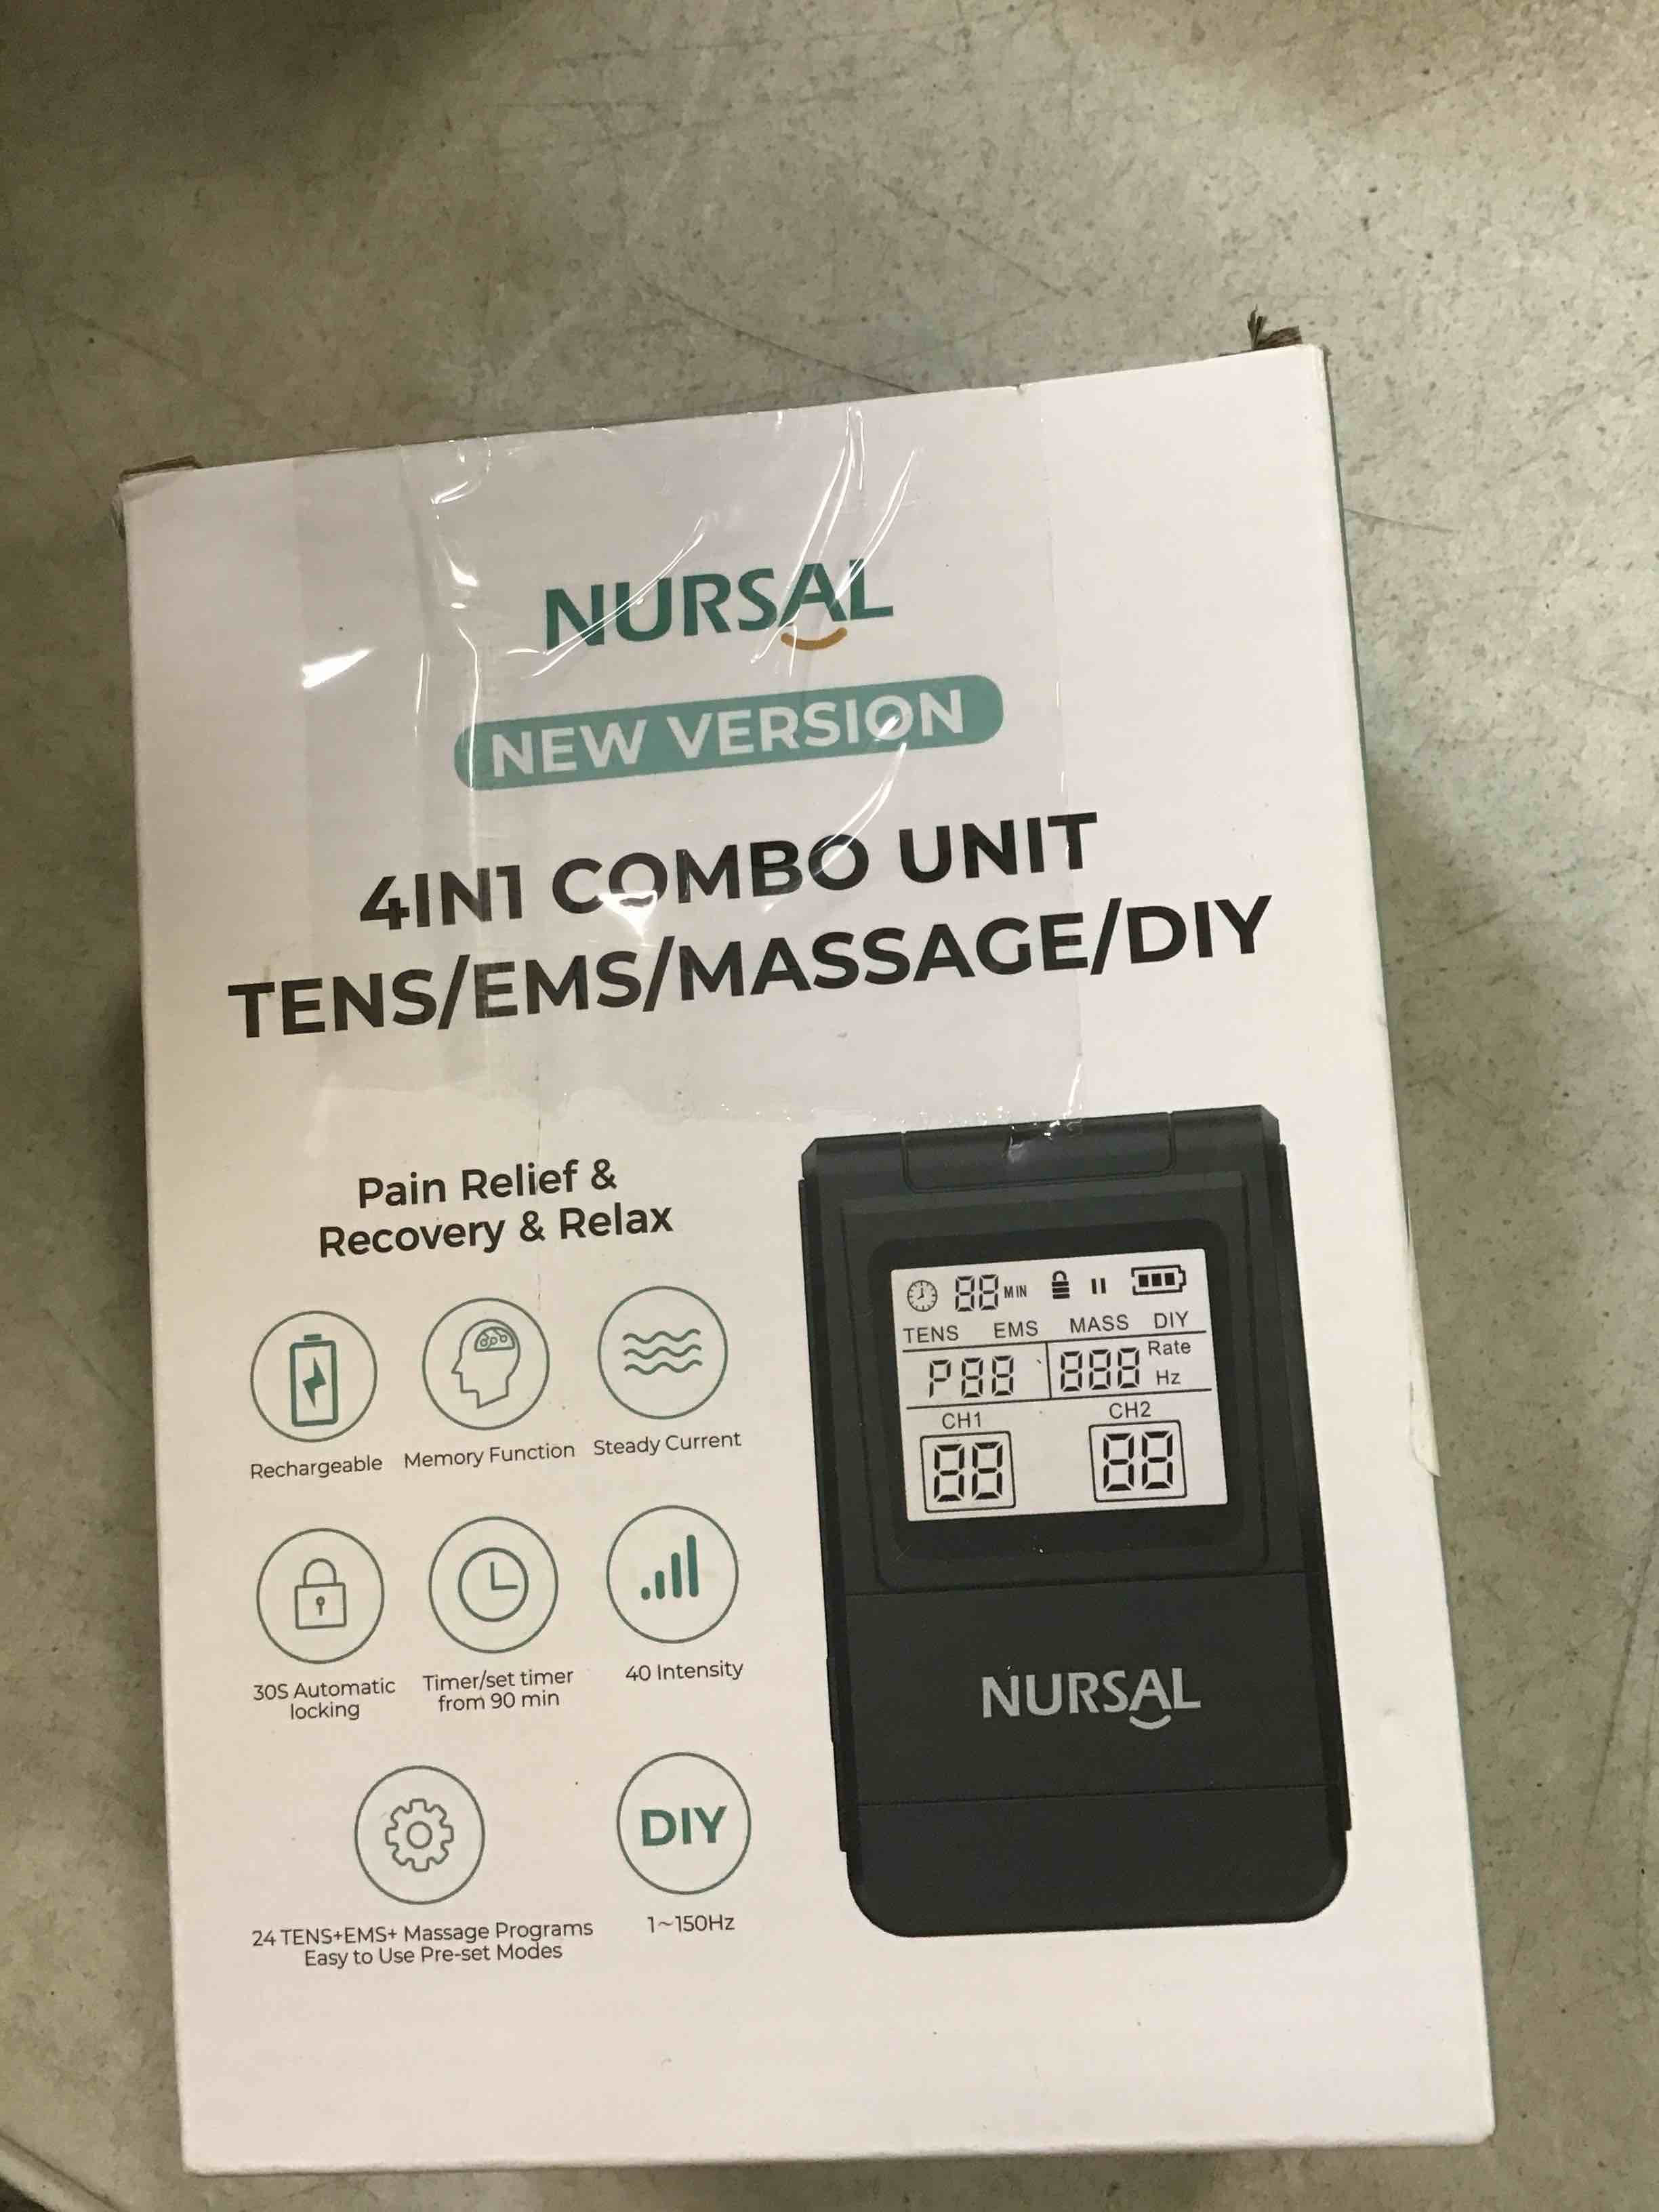 NURSAL
NEW VERSION
4IN1 COMBO UNIT
TENS/EMS/MASSAGE/DIY
Pain Relief &
Recovery & Relax
Rechargeable
Memory Function
Steady Current
30S Automatic
locking
Timer/set timer
from 90 min
40 Intensity
24 TENS+EMS+ Massage Programs
Easy to Use Pre-set Modes
DIY
1~150Hz
88 MIN
TENS EMS MASS DIY
P88 888 Rate
Hz
CH1 CH2
88 88
NURSAL